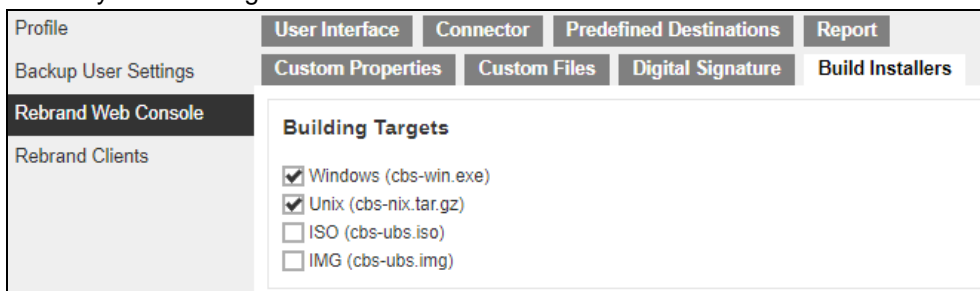 Profile
Backup User Settings
Rebrand Web Console
Rebrand Clients
User Interface Connector Predefined Destinations Report
Custom Properties Custom Files Digital Signature Build Installers
Building Targets
Windows (cbs-win.exe)
Unix (cbs-nix.tar.gz)
ISO (cbs-ubs.iso)
IMG (cbs-ubs.img)